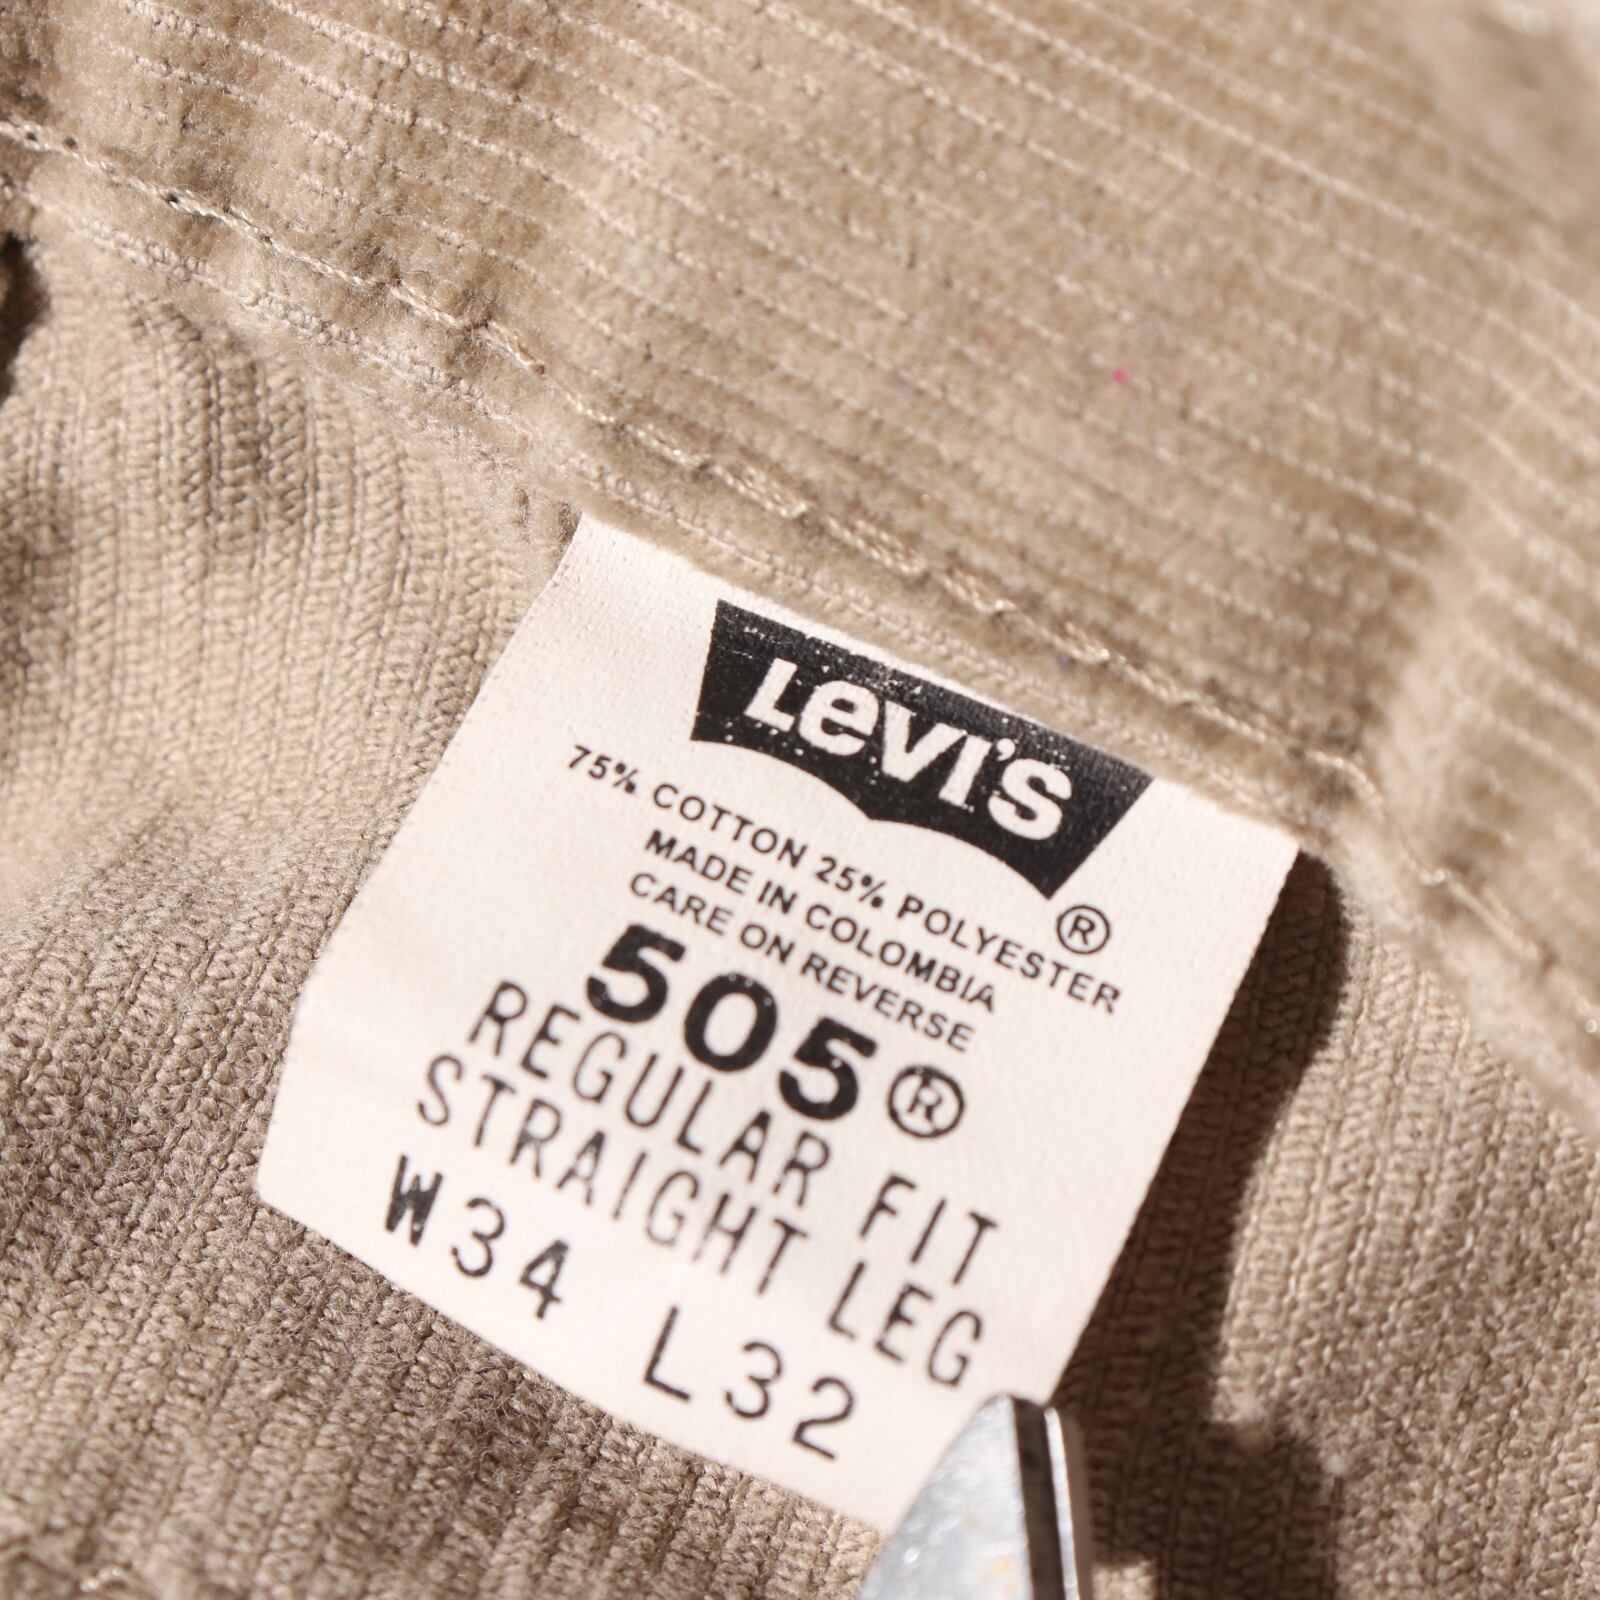 Levi's
®
75% COTTON 25% POLYESTER
MADE IN COLOMBIA
CARE ON REVERSE
505®
REGULAR FIT
STRAIGHT LEG
W34 L32